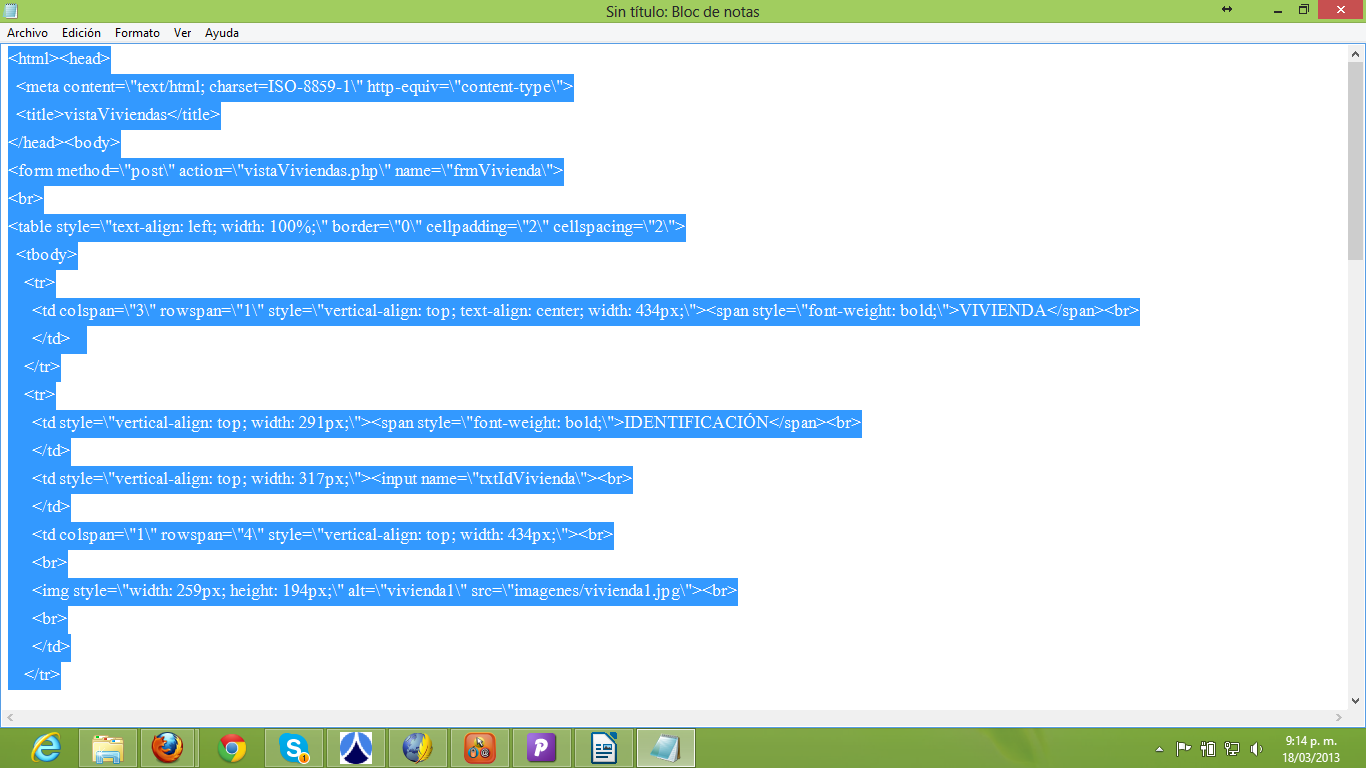 Sin título: Bloc de notas
Archivo Edición Formato Ver Ayuda
<html><head>
<meta content=\"text/html; charset=ISO-8859-1\" http-equiv=\"content-type\">
<title>vistaViviendas</title>
</head><body>
<form method=\"post\" action=\"vistaViviendas.php\" name=\"frmVivienda\">
<br>
<table style=\"text-align: left; width: 100%;\" border=\"0\" cellpadding=\"2\" cellspacing=\"2\">
<tbody>
<tr>
<td colspan=\"3\" rowspan=\"1\" style=\"vertical-align: top; text-align: center; width: 434px;\"><span style=\"font-weight: bold;\">VIVIENDA</span><br>
</td>
</tr>
<tr>
<td style=\"vertical-align: top; width: 291px;\"><span style=\"font-weight: bold;\">IDENTIFICACIÓN</span><br>
</td>
<td style=\"vertical-align: top; width: 317px;\"><input name=\"txtIdVivienda\"><br>
</td>
<td colspan=\"1\" rowspan=\"4\" style=\"vertical-align: top; width: 434px;\"><br>
<br>
<img style=\"width: 259px; height: 194px;\" alt=\"vivienda1\" src=\"imagenes/vivienda1.jpg\"><br>
<br>
</td>
</tr>
9:14 p. m.
18/03/2013